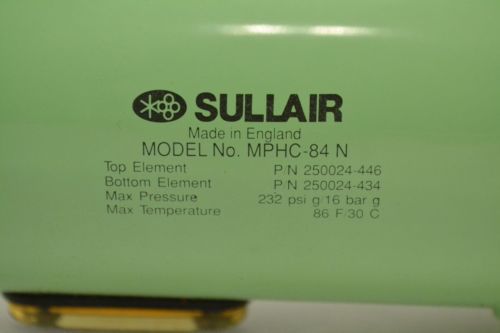 SULLAIR
Made in England
MODEL No. MPHC-84 N
Top Element P/N 250024-446
Bottom Element P/N 250024-434
Max Pressure 232 psi g/16 bar g
Max Temperature 86 F/30 C